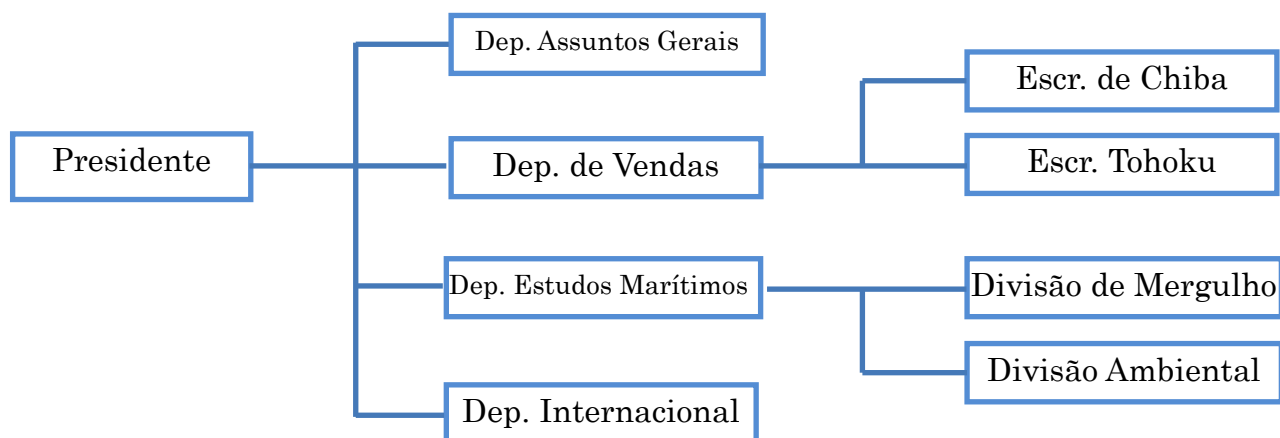 Presidente
Dep. Assuntos Gerais
Dep. de Vendas
Escr. de Chiba
Escr. Tohoku
Dep. Estudos Marítimos
Divisão de Mergulho
Divisão Ambiental
Dep. Internacional